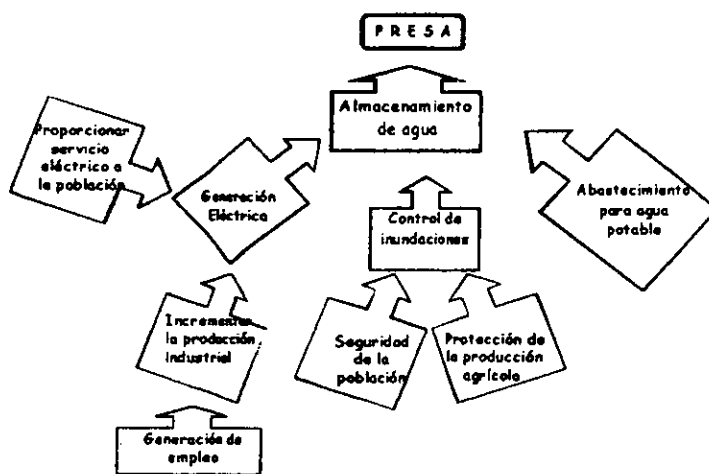 PRESA
Almacenamiento
de agua
Proporcionar
servicio
eléctrico a
la población
Generación
Eléctrica
Abastecimiento
para agua
potable
Control de
inundaciones
Incrementar
la producción
Industrial
Seguridad
de la
población
Protección de
la producción
agrícola
Generación de
empleo